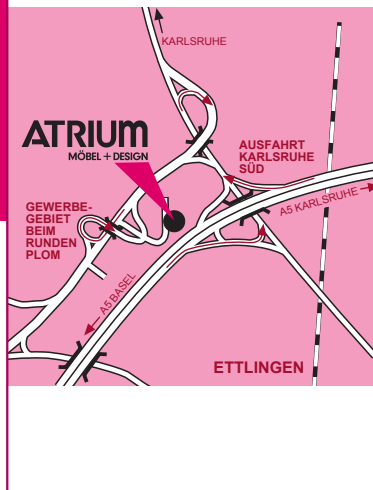 KARLSRUHE
ATRIUM
MÖBEL + DESIGN
AUSFAHRT
KARLSRUHE
SÜD
A5 KARLSRUHE
GEWERBE-
GEBIET
BEIM
RUNDEN
PLOM
A5 BASEL
ETTLINGEN